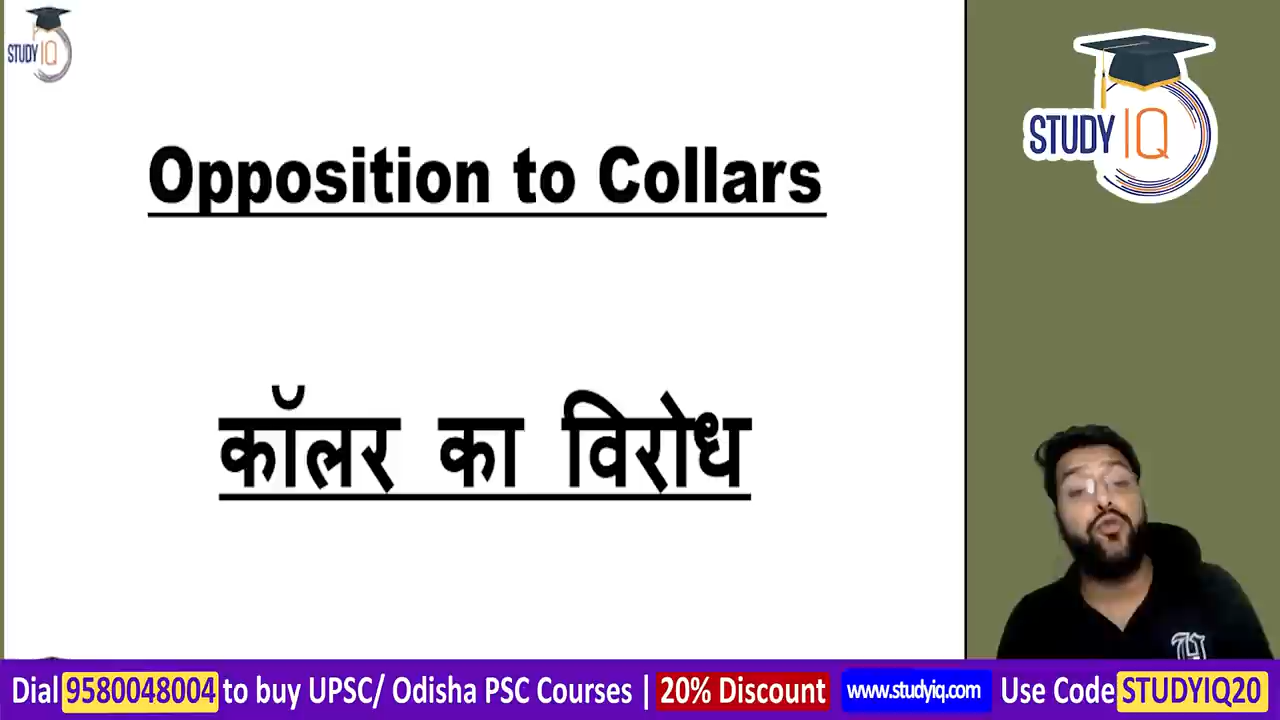 STUDY IQ
Opposition to Collars
कॉलर का विरोध
STUDY IQ
Dial 9580048004 to buy UPSC/ Odisha PSC Courses | 20% Discount www.studyiq.com Use Code STUDYIQ20